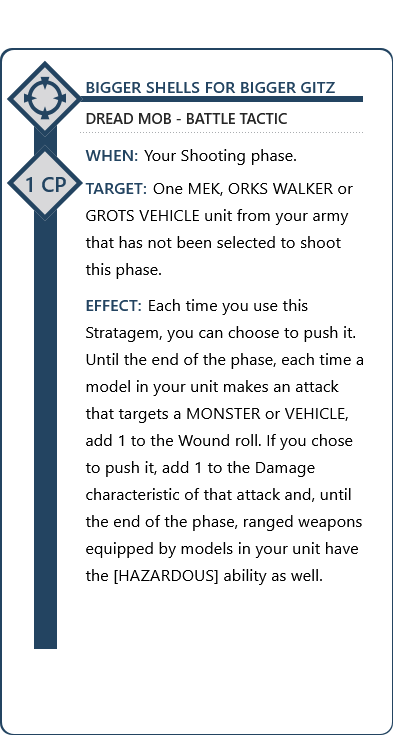 BIGGER SHELLS FOR BIGGER GITZ
DREAD MOB - BATTLE TACTIC
WHEN: Your Shooting phase.
1 CP
TARGET: One MEK, ORKS WALKER or
GROTS VEHICLE unit from your army
that has not been selected to shoot
this phase.
EFFECT: Each time you use this
Stratagem, you can choose to push it.
Until the end of the phase, each time a
model in your unit makes an attack
that targets a MONSTER or VEHICLE,
add 1 to the Wound roll. If you chose
to push it, add 1 to the Damage
characteristic of that attack and, until
the end of the phase, ranged weapons
equipped by models in your unit have
the [HAZARDOUS] ability as well.